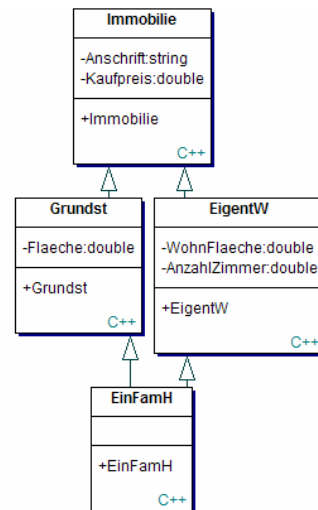 Immobilie
-Anschrift:string
-Kaufpreis:double
+Immobilie
C++
Grundst
-Flaeche:double
+Grundst
C++
EigentW
-WohnFlaeche:double
-AnzahlZimmer:double
+EigentW
C++
EinFamH
+EinFamH
C++